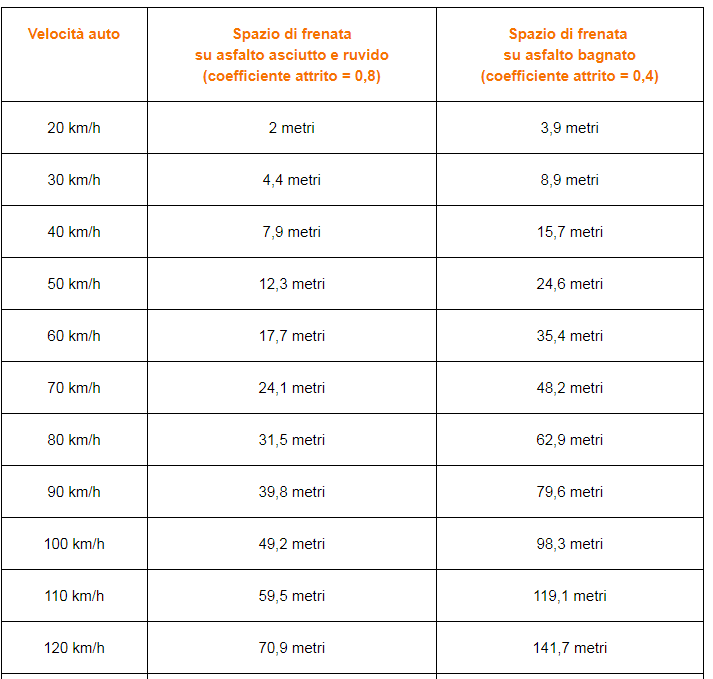 Velocità auto
Spazio di frenata
su asfalto asciutto e ruvido
(coefficiente attrito = 0,8)
Spazio di frenata
su asfalto bagnato
(coefficiente attrito = 0,4)
20 km/h 2 metri 3,9 metri
30 km/h 4,4 metri 8,9 metri
40 km/h 7,9 metri 15,7 metri
50 km/h 12,3 metri 24,6 metri
60 km/h 17,7 metri 35,4 metri
70 km/h 24,1 metri 48,2 metri
80 km/h 31,5 metri 62,9 metri
90 km/h 39,8 metri 79,6 metri
100 km/h 49,2 metri 98,3 metri
110 km/h 59,5 metri 119,1 metri
120 km/h 70,9 metri 141,7 metri